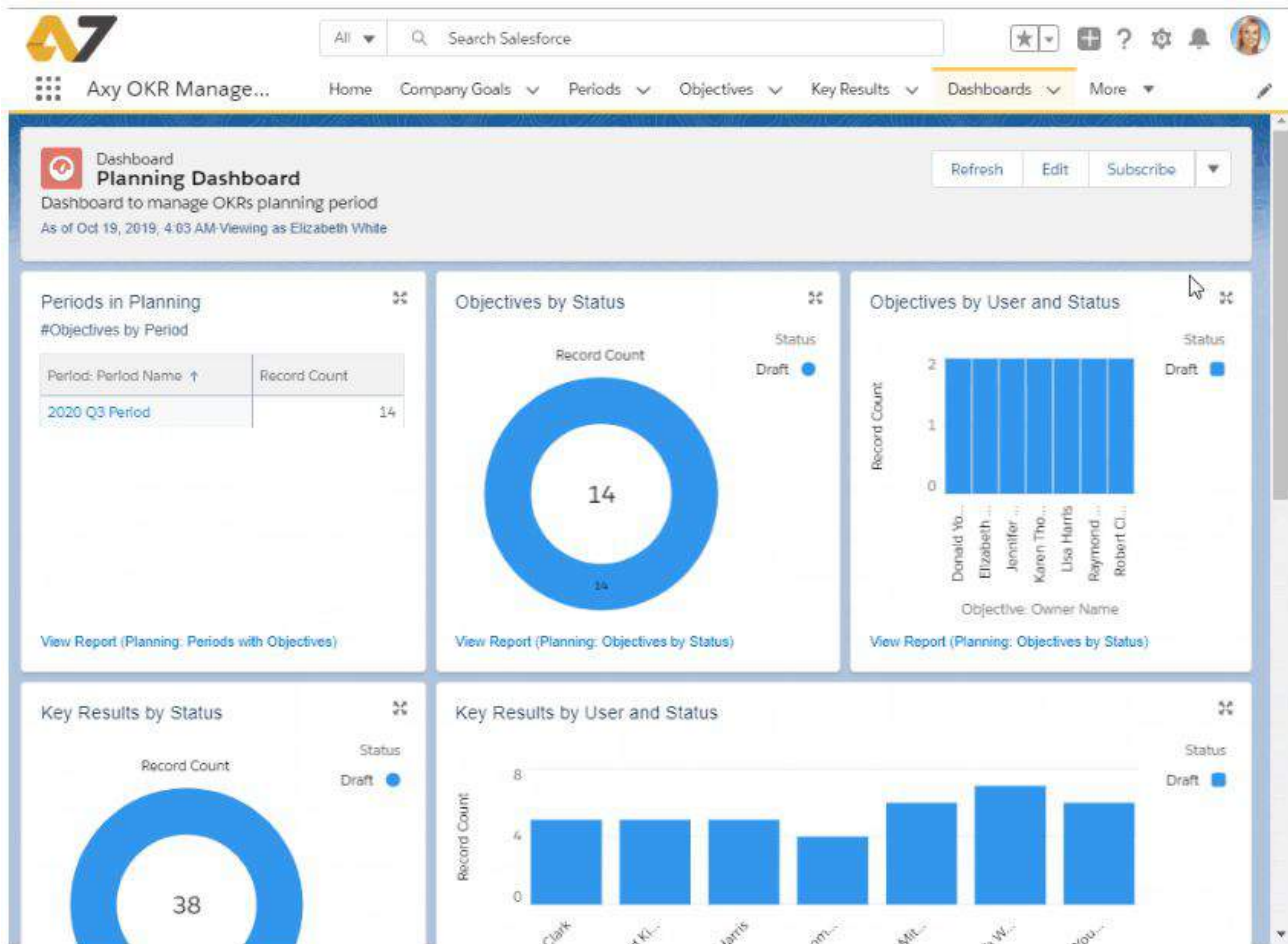 A7
All
Search Salesforce
Axy OKR Manage...
Home
Company Goals
Periods
Objectives
Key Results
Dashboards
More
Dashboard
Planning Dashboard
Dashboard to manage OKRs planning period
As of Oct 19, 2019, 4:03 AM·Viewing as Elizabeth White
Refresh
Edit
Subscribe
Periods in Planning
#Objectives by Period
Period: Period Name ↑
Record Count
2020 Q3 Period
14
View Report (Planning: Periods with Objectives)
Objectives by Status
Status
Record Count
Draft
14
14
View Report (Planning: Objectives by Status)
Objectives by User and Status
Status
Draft
Record Count
2
1
0
Donald Yo...
Elizabeth ...
Jennifer ...
Karen Tho...
Lisa Harris
Raymond ...
Robert Cl...
Objective: Owner Name
View Report (Planning: Objectives by Status)
Key Results by Status
Status
Record Count
Draft
38
Key Results by User and Status
Status
Draft
Record Count
8
4
0
Clark
Ki...
arris
om...
Mit...
W...
You...